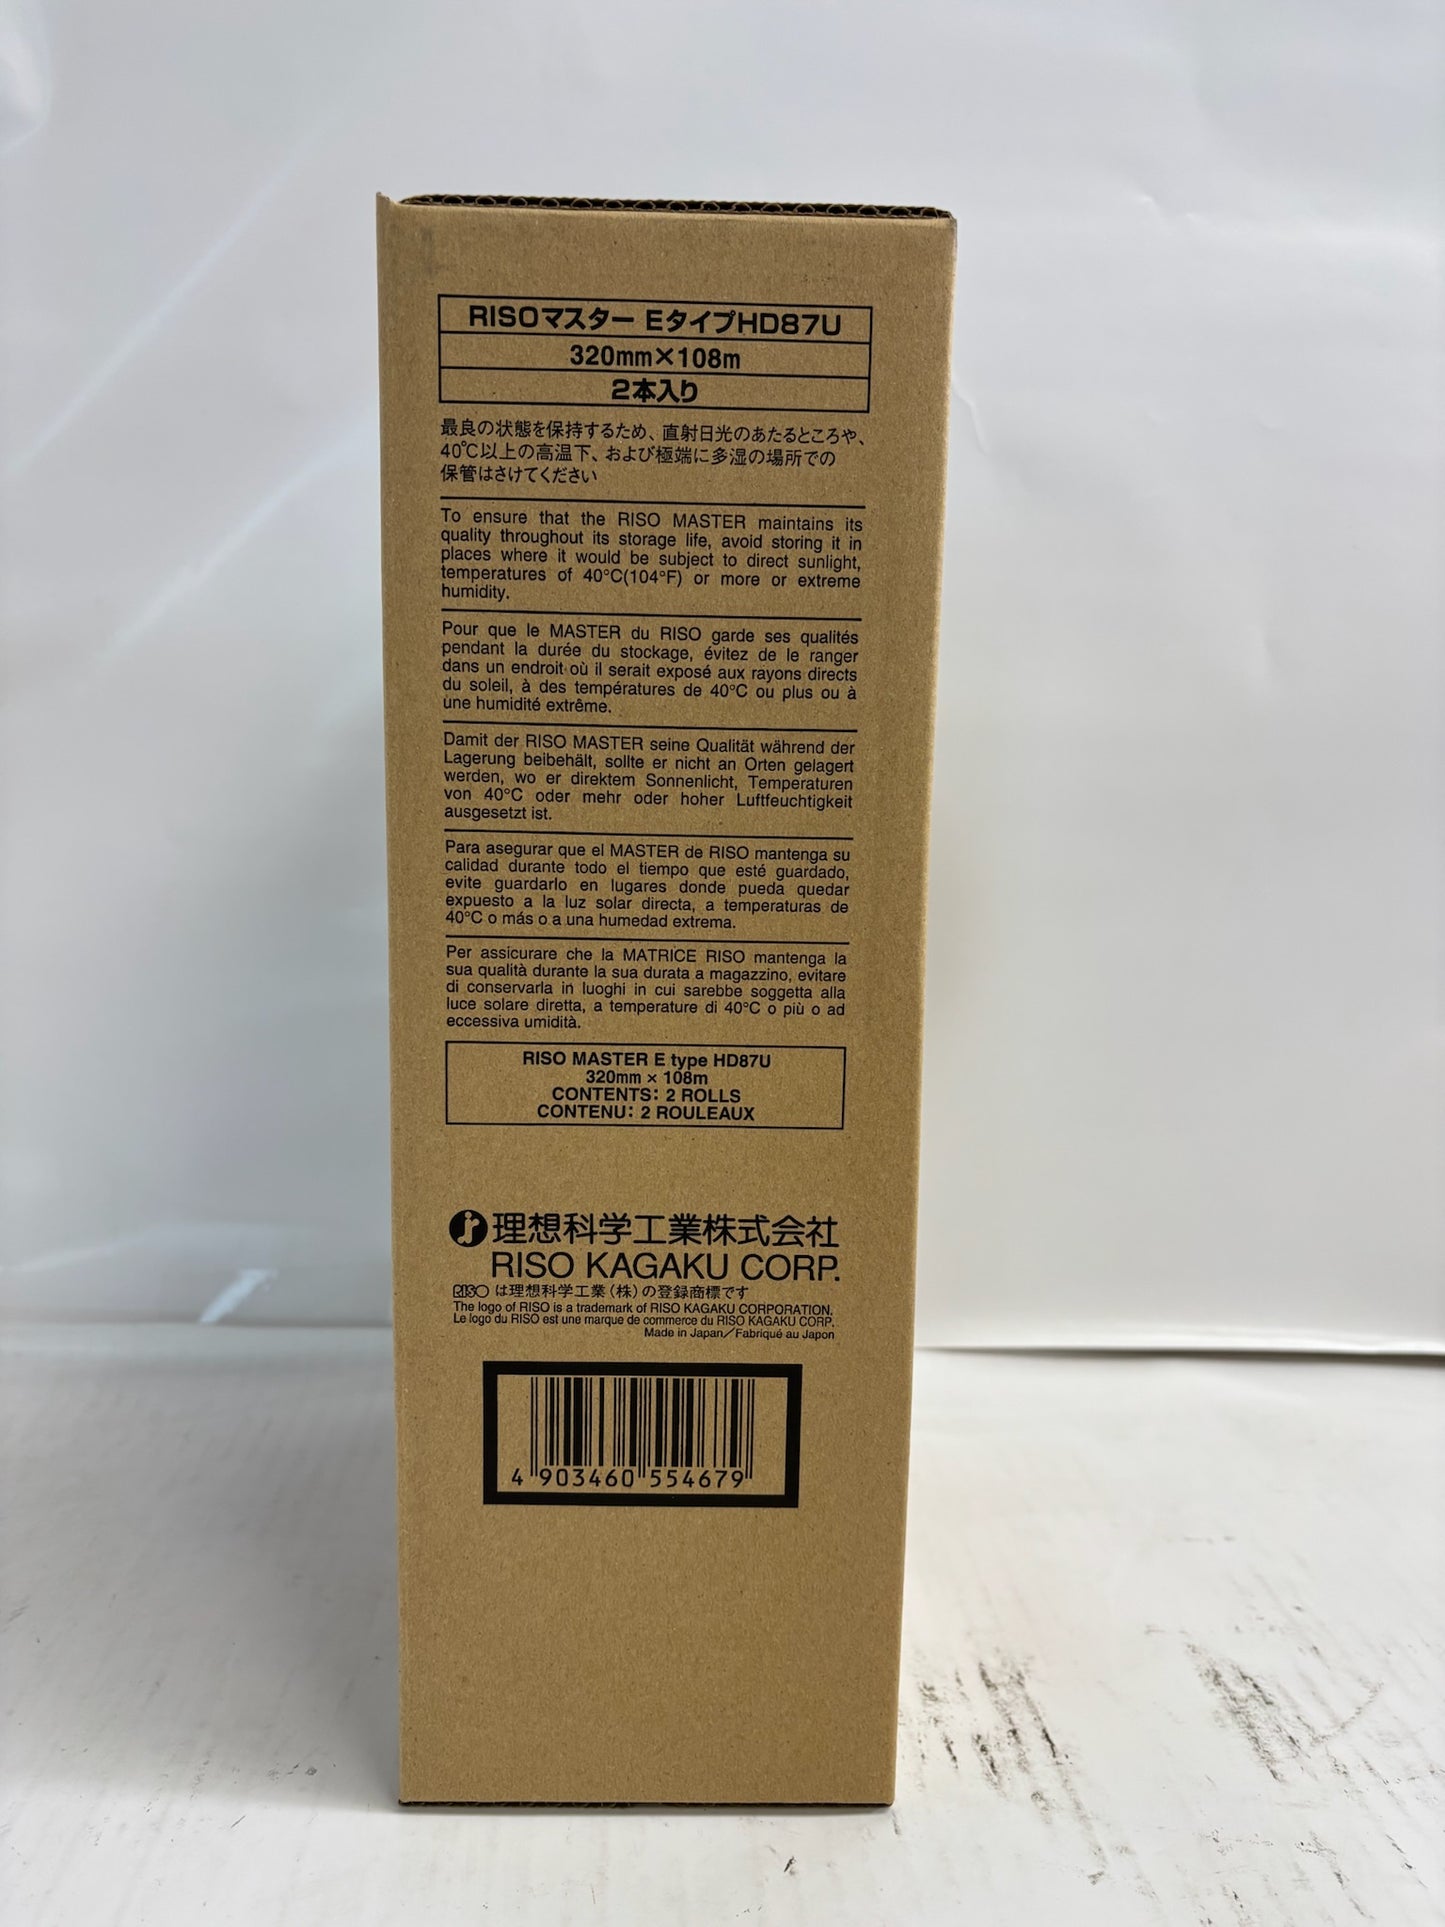 RISOマスター EタイプHD87U
320mm×108m
2本入り
最良の状態を保持するため、直射日光のあたるところや、
40℃以上の高温下、および極端に多湿の場所での
保管はさけてください
To ensure that the RISO MASTER maintains its
quality throughout its storage life, avoid storing it in
places where it would be subject to direct sunlight,
temperatures of 40°C(104°F) or more or extreme
humidity.
Pour que le MASTER du RISO garde ses qualités
pendant la durée du stockage, évitez de le ranger
dans un endroit où il serait exposé aux rayons directs
du soleil, à des températures de 40°C ou plus ou à
une humidité extrême.
Damit der RISO MASTER seine Qualität während der
Lagerung beibehält, sollte er nicht an Orten gelagert
werden, wo er direktem Sonnenlicht, Temperaturen
von 40°C oder mehr oder hoher Luftfeuchtigkeit
ausgesetzt ist.
Para asegurar que el MASTER de RISO mantenga su
calidad durante todo el tiempo que esté guardado,
evite guardarlo en lugares donde pueda quedar
expuesto a la luz solar directa, a temperaturas de
40°C o más o a una humedad extrema.
Per assicurare che la MATRICE RISO mantenga la
sua qualità durante la sua durata a magazzino, evitare
di conservarla in luoghi in cui sarebbe soggetta alla
luce solare diretta, a temperature di 40°C o più o ad
eccessiva umidità.
RISO MASTER E type HD87U
320mm × 108m
CONTENTS: 2 ROLLS
CONTENU: 2 ROULEAUX
理想科学工業株式会社
RISO KAGAKU CORP.
RISO は理想科学工業（株）の登録商標です
The logo of RISO is a trademark of RISO KAGAKU CORPORATION.
Le logo du RISO est une marque de commerce du RISO KAGAKU CORP.
Made in Japan／Fabriqué au Japon
4 903460 554679